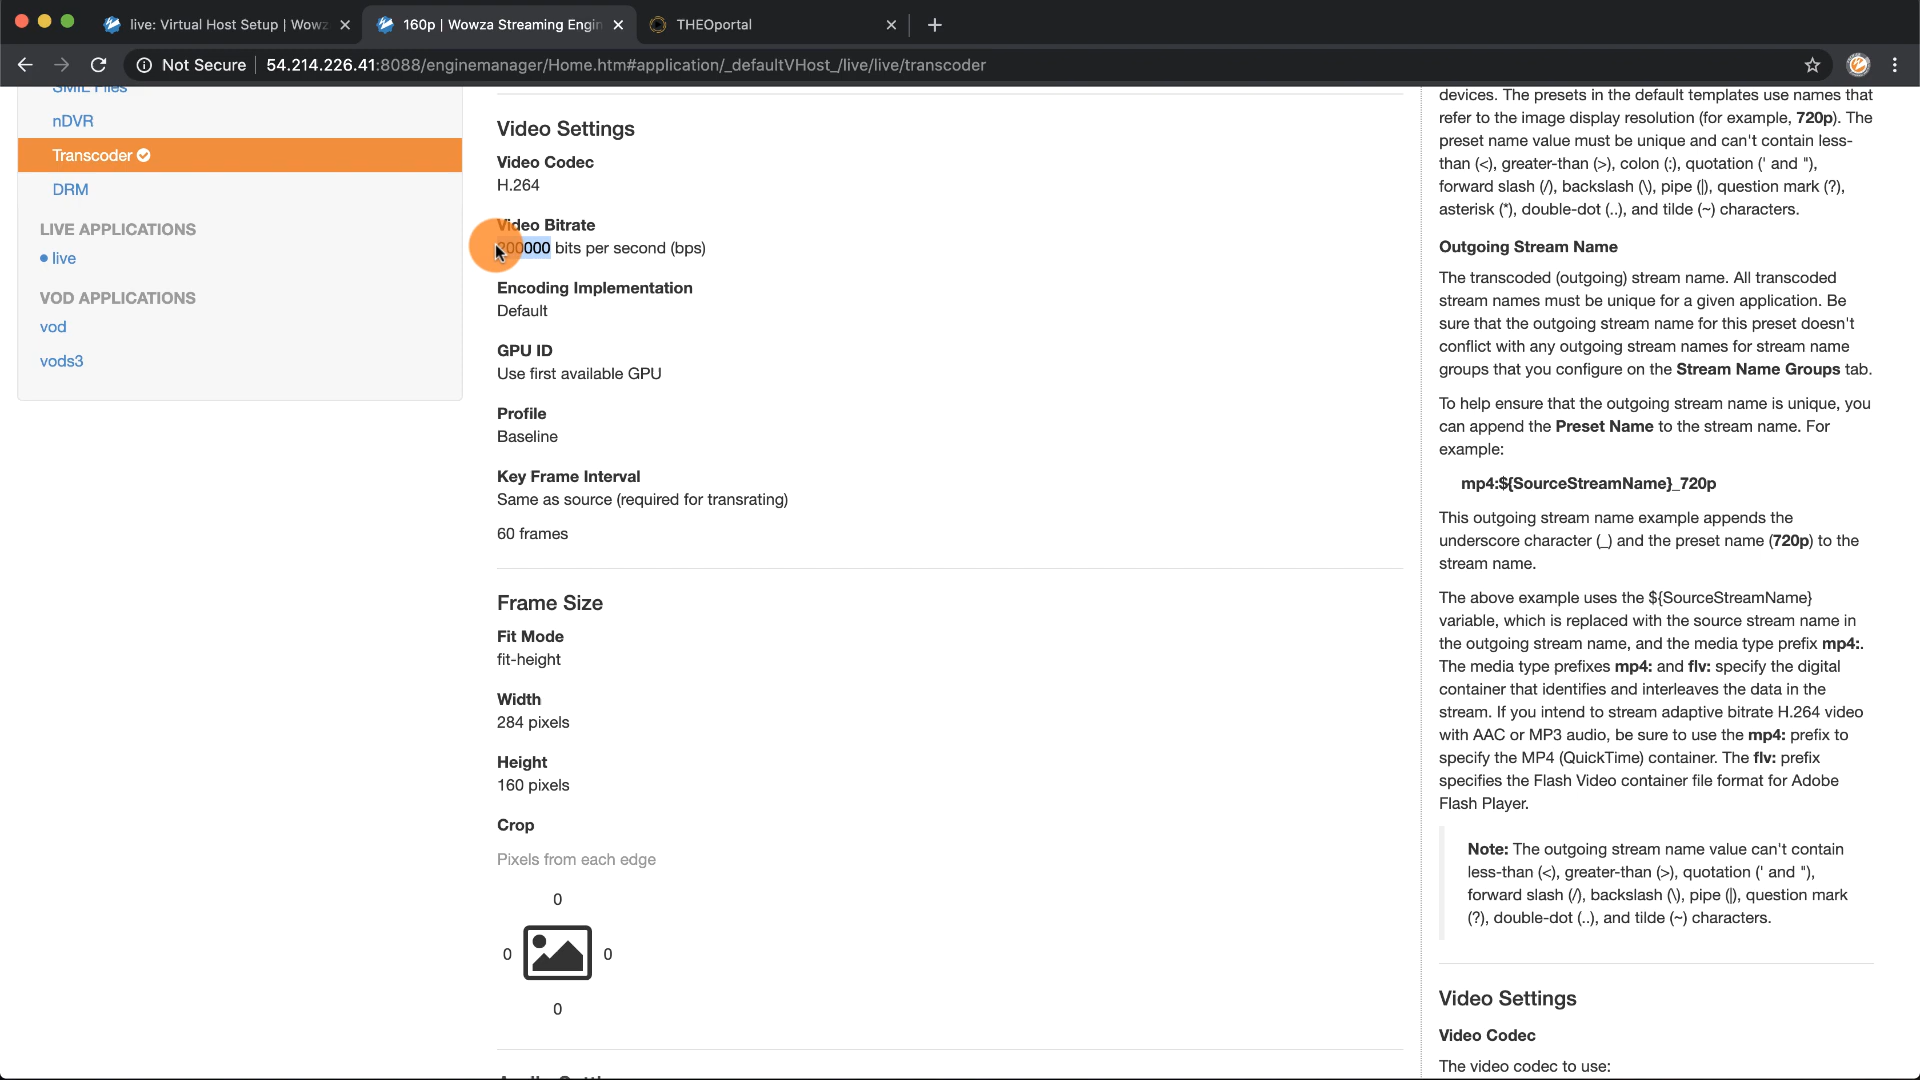 live: Virtual Host Setup | Wowz
160p | Wowza Streaming Engin
THEOportal
Not Secure
54.214.226.41:8088/enginemanager/Home.htm#application/_defaultVHost_/live/live/transcoder
SMIL Files
nDVR
Transcoder
DRM
LIVE APPLICATIONS
live
VOD APPLICATIONS
vod
vods3
Video Settings
Video Codec
H.264
Video Bitrate
200000 bits per second (bps)
Encoding Implementation
Default
GPU ID
Use first available GPU
Profile
Baseline
Key Frame Interval
Same as source (required for transrating)
60 frames
Frame Size
Fit Mode
fit-height
Width
284 pixels
Height
160 pixels
Crop
Pixels from each edge
0
0 0
0
devices. The presets in the default templates use names that
refer to the image display resolution (for example, 720p). The
preset name value must be unique and can't contain less-
than (<), greater-than (>), colon (:), quotation (' and "),
forward slash (/), backslash (\), pipe (|), question mark (?),
asterisk (*), double-dot (..), and tilde (~) characters.
Outgoing Stream Name
The transcoded (outgoing) stream name. All transcoded
stream names must be unique for a given application. Be
sure that the outgoing stream name for this preset doesn't
conflict with any outgoing stream names for stream name
groups that you configure on the Stream Name Groups tab.
To help ensure that the outgoing stream name is unique, you
can append the Preset Name to the stream name. For
example:
mp4:${SourceStreamName}_720p
This outgoing stream name example appends the
underscore character (_) and the preset name (720p) to the
stream name.
The above example uses the ${SourceStreamName}
variable, which is replaced with the source stream name in
the outgoing stream name, and the media type prefix mp4:.
The media type prefixes mp4: and flv: specify the digital
container that identifies and interleaves the data in the
stream. If you intend to stream adaptive bitrate H.264 video
with AAC or MP3 audio, be sure to use the mp4: prefix to
specify the MP4 (QuickTime) container. The flv: prefix
specifies the Flash Video container file format for Adobe
Flash Player.
Note: The outgoing stream name value can't contain
less-than (<), greater-than (>), quotation (' and "),
forward slash (/), backslash (\), pipe (|), question mark
(?), double-dot (..), and tilde (~) characters.
Video Settings
Video Codec
The video codec to use: